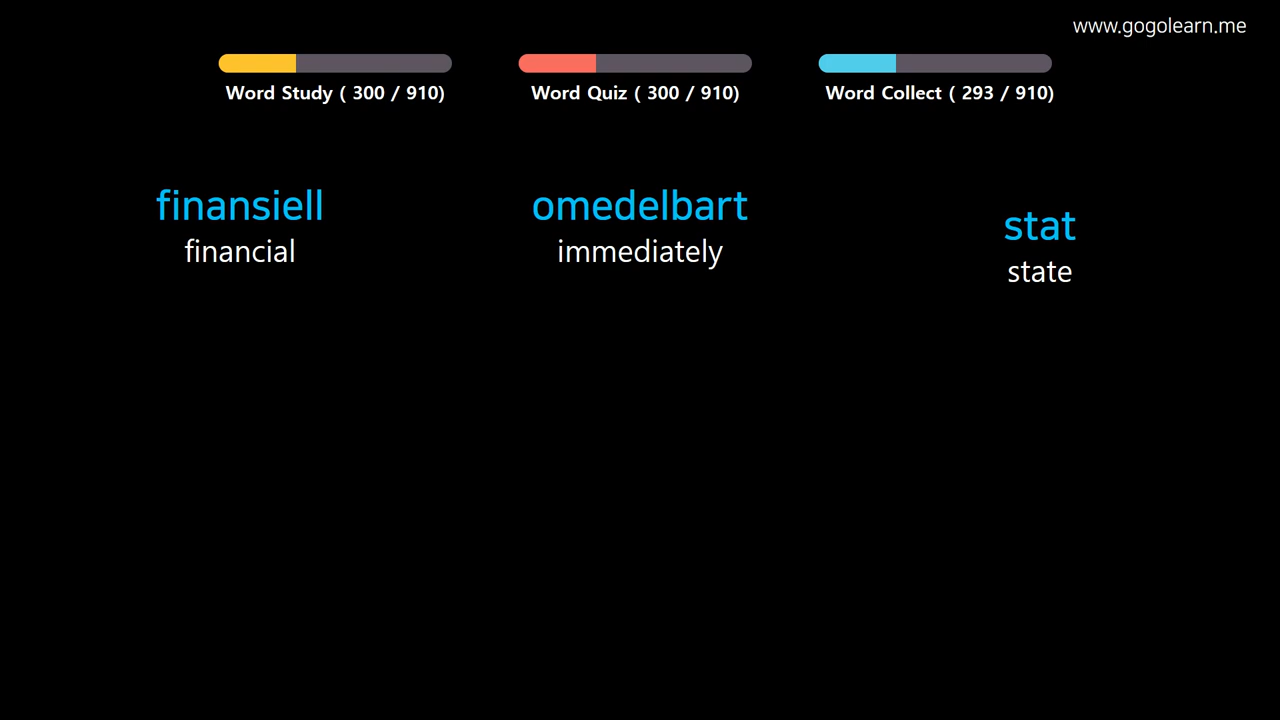 www.gogolearn.me
Word Study ( 300 / 910)
Word Quiz ( 300 / 910)
Word Collect ( 293 / 910)
finansiell
financial
omedelbart
immediately
stat
state